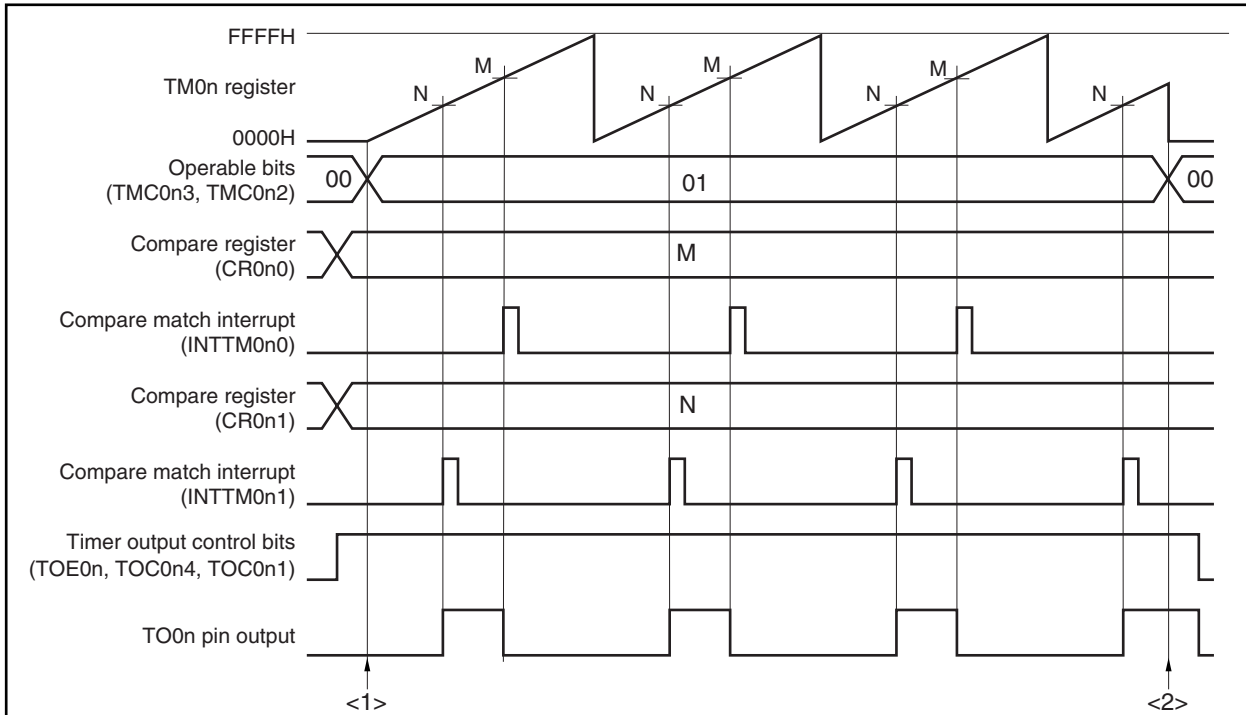 FFFFH
TM0n register
0000H
N M N M N M N
Operable bits
(TMC0n3, TMC0n2)
00 01 00
Compare register
(CR0n0)
M
Compare match interrupt
(INTTM0n0)
Compare register
(CR0n1)
N
Compare match interrupt
(INTTM0n1)
Timer output control bits
(TOE0n, TOC0n4, TOC0n1)
TO0n pin output
<1> <2>